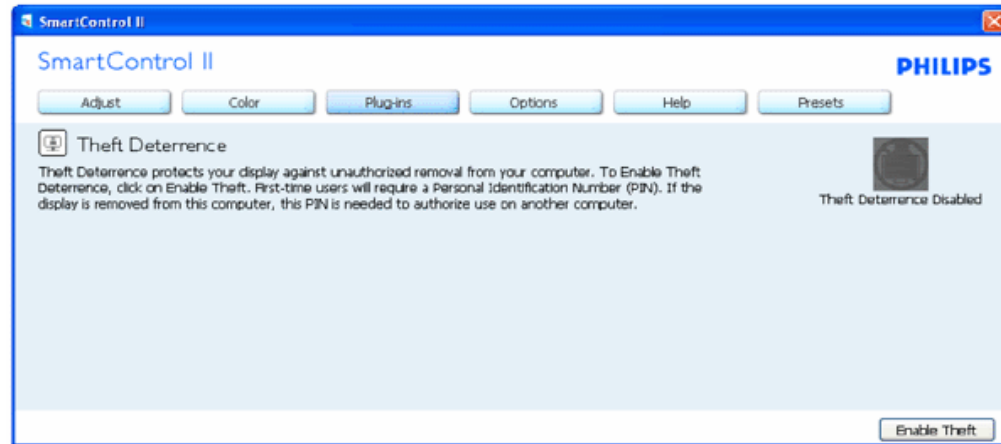 SmartControl II
SmartControl II
PHILIPS
Adjust Color Plug-ins Options Help Presets
Theft Deterrence
Theft Deterrence protects your display against unauthorized removal from your computer. To Enable Theft
Deterrence, click on Enable Theft. First-time users will require a Personal Identification Number (PIN). If the
display is removed from this computer, this PIN is needed to authorize use on another computer.
Theft Deterrence Disabled
Enable Theft